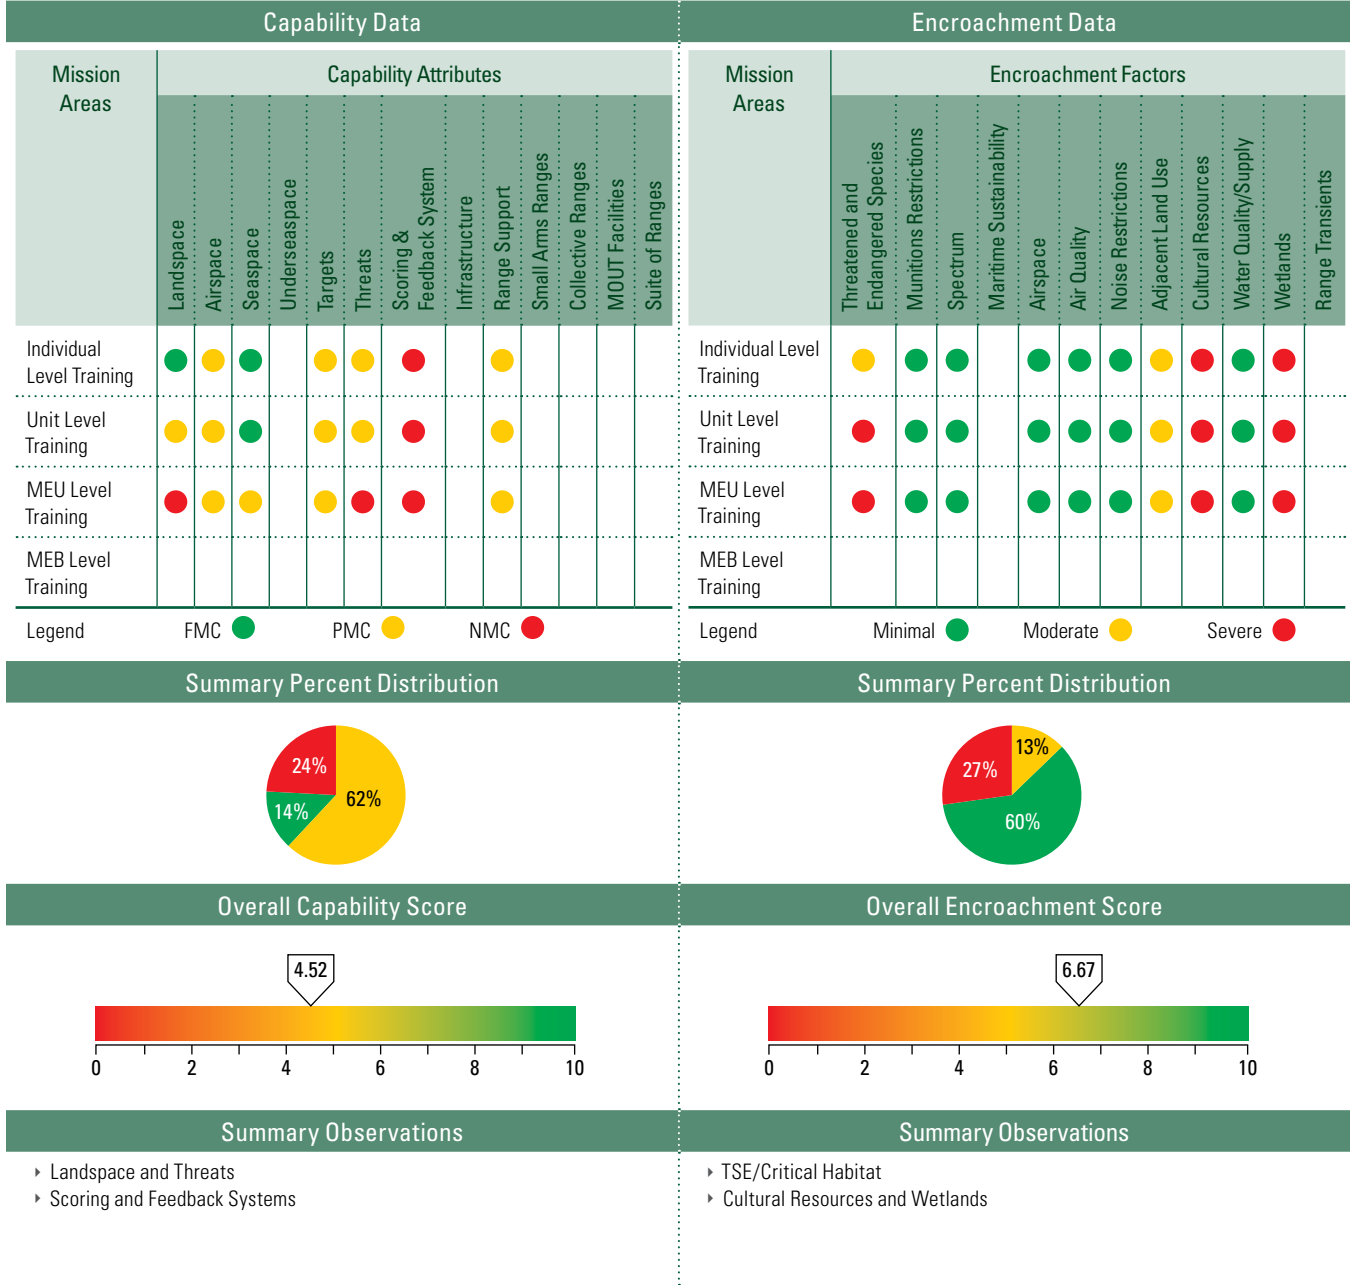 Capability Data
Mission
Areas
Capability Attributes
Landspace
Airspace
Seaspace
Underseaspace
Targets
Threats
Scoring &
Feedback System
Infrastructure
Range Support
Small Arms Ranges
Collective Ranges
MOUT Facilities
Suite of Ranges
Individual
Level Training
Unit Level
Training
MEU Level
Training
MEB Level
Training
Legend
FMC
PMC
NMC
Summary Percent Distribution
24%
62%
14%
Overall Capability Score
4.52
0 2 4 6 8 10
Summary Observations
Landspace and Threats
Scoring and Feedback Systems
Encroachment Data
Mission
Areas
Encroachment Factors
Threatened and
Endangered Species
Munitions Restrictions
Spectrum
Maritime Sustainability
Airspace
Air Quality
Noise Restrictions
Adjacent Land Use
Cultural Resources
Water Quality/Supply
Wetlands
Range Transients
Individual Level
Training
Unit Level
Training
MEU Level
Training
MEB Level
Training
Legend
Minimal
Moderate
Severe
Summary Percent Distribution
13%
27%
60%
Overall Encroachment Score
6.67
0 2 4 6 8 10
Summary Observations
TSE/Critical Habitat
Cultural Resources and Wetlands